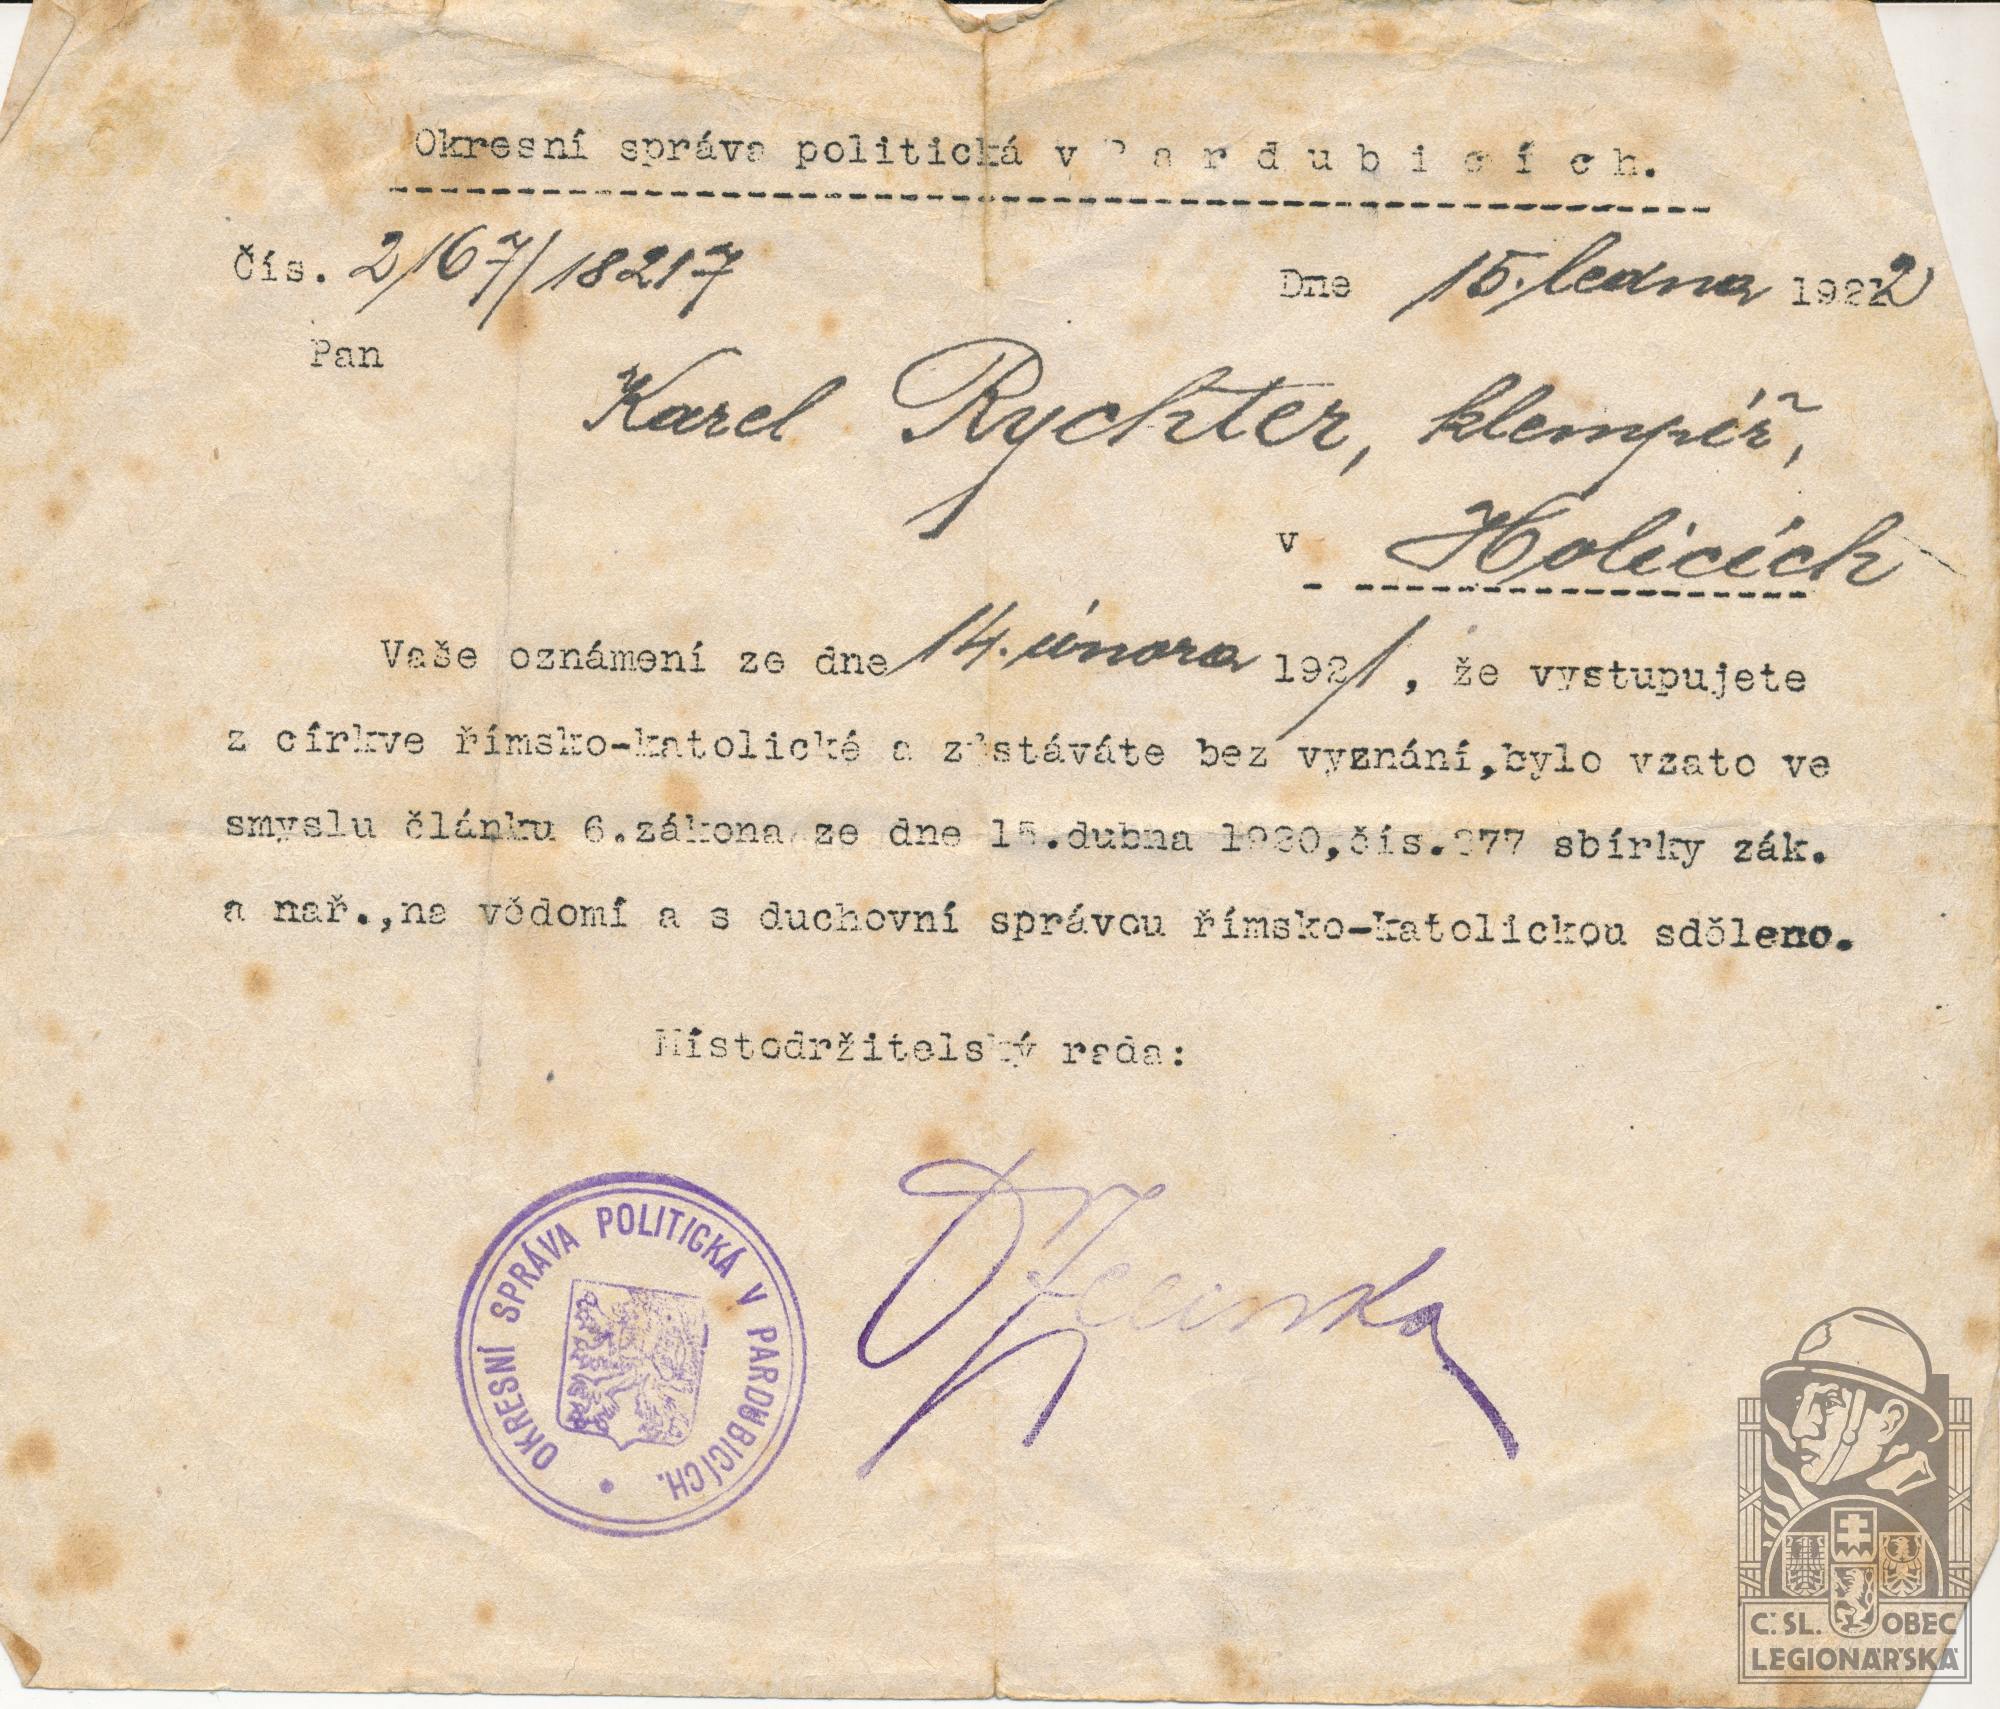 Okresní správa politická v Pardubicích.
Čís. 2/167/18217 Dne 15. ledna 1922
Pan
Karel Rychter, klempíř,
v Holicích
Vaše oznámení ze dne 14. února 1921, že vystupujete
z církve římsko-katolické a zůstáváte bez vyznání, bylo vzato ve
smyslu článku 6. zákona ze dne 15. dubna 1920, čís. 277 sbírky zák.
a nař., na vědomí a s duchovní správou římsko-katolickou sděleno.
Místodržitelský rada:
OKRESNÍ SPRÁVA POLITICKÁ V PARDUBICÍCH.
Č. SL. OBEC
LEGIONÁŘSKÁ